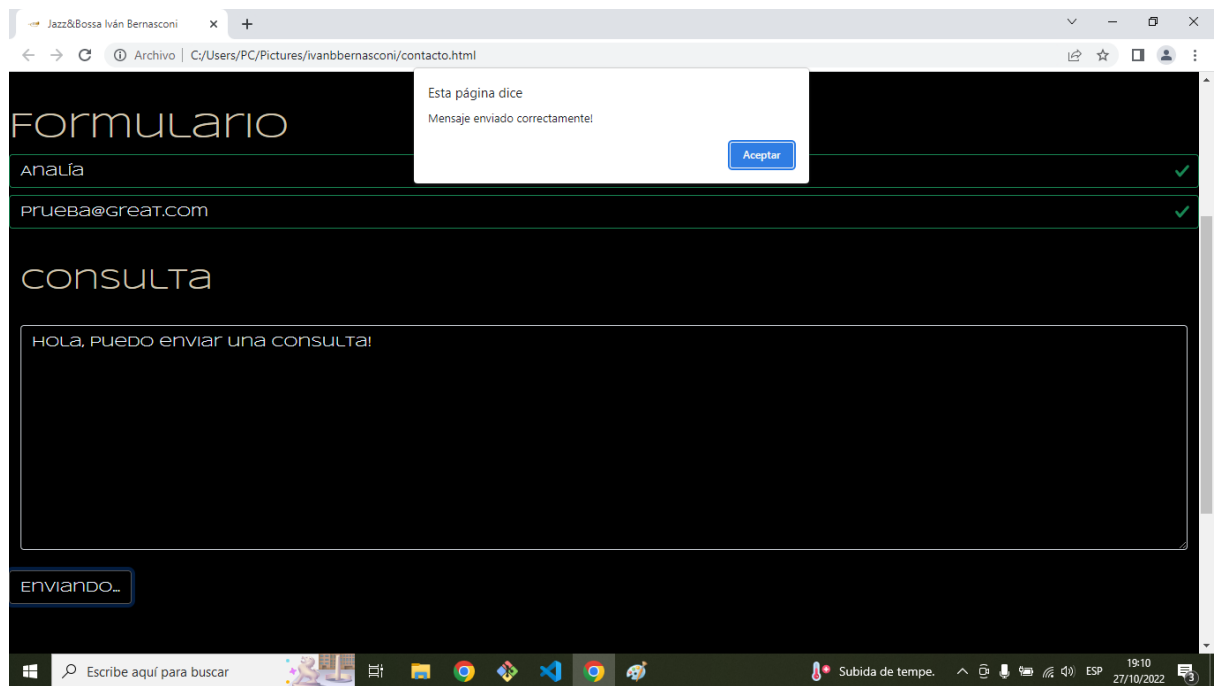 Jazz&Bossa Iván Bernasconi
Archivo | C:/Users/PC/Pictures/ivanbbernasconi/contacto.html
Esta página dice
Mensaje enviado correctamente!
Aceptar
Formulario
Analía
prueba@great.com
Consulta
Hola, puedo enviar una consulta!
Enviando...
Escribe aquí para buscar
Subida de tempe.
ESP
19:10
27/10/2022
3